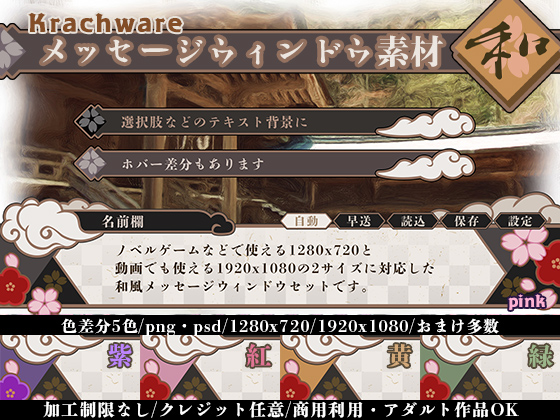 Krachware
メッセージウィンドウ素材
和
選択肢などのテキスト背景に
ホバー差分もあります
名前欄
自動 早送 読込 保存 設定
ノベルゲームなどで使える1280x720と
動画でも使える1920x1080の2サイズに対応した
和風メッセージウィンドウセットです。
pink
色差分5色/png・psd/1280x720/1920x1080/おまけ多数
紫 紅 黄 緑
加工制限なし/クレジット任意/商用利用・アダルト作品OK